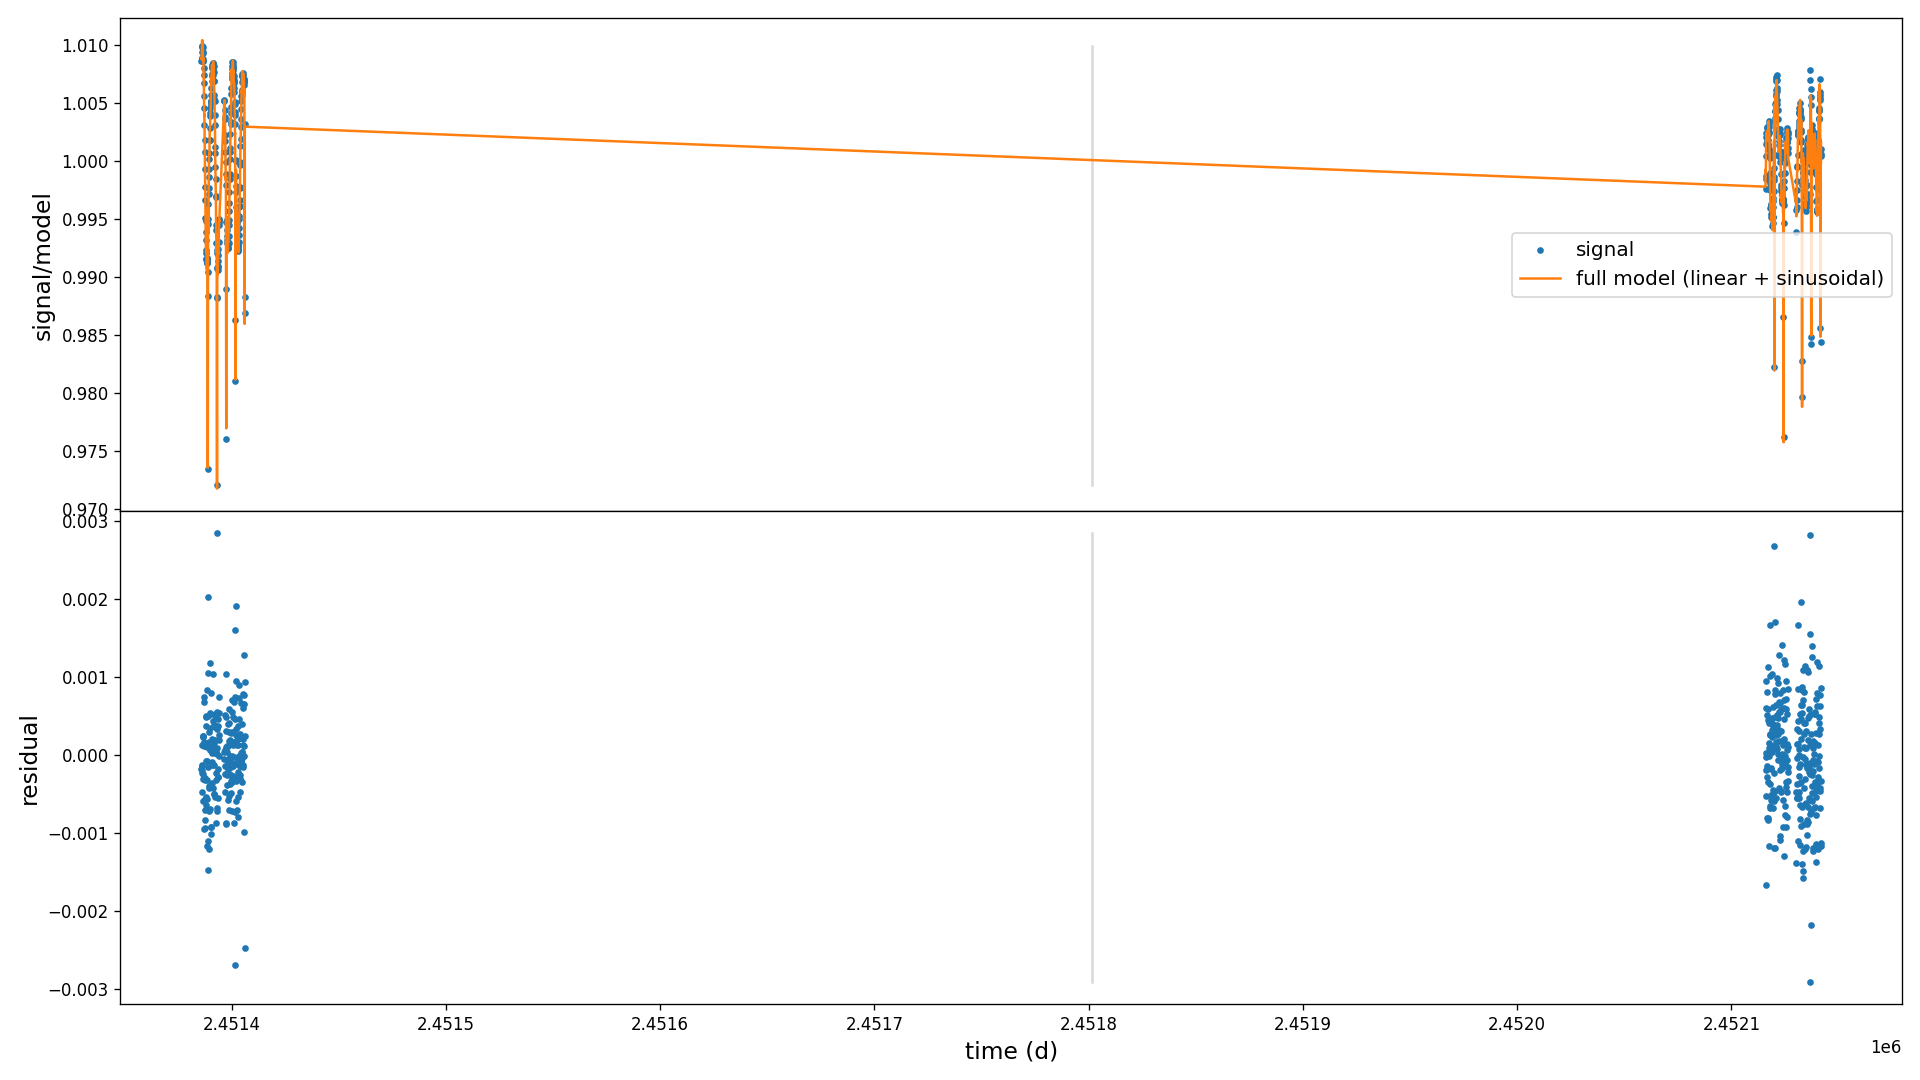 1.010
1.005
1.000
0.995
0.990
0.985
0.980
0.975
0.970
signal/model
signal
full model (linear + sinusoidal)
0.003
0.002
0.001
0.000
−0.001
−0.002
−0.003
residual
2.4514 2.4515 2.4516 2.4517 2.4518 2.4519 2.4520 2.4521
1e6
time (d)